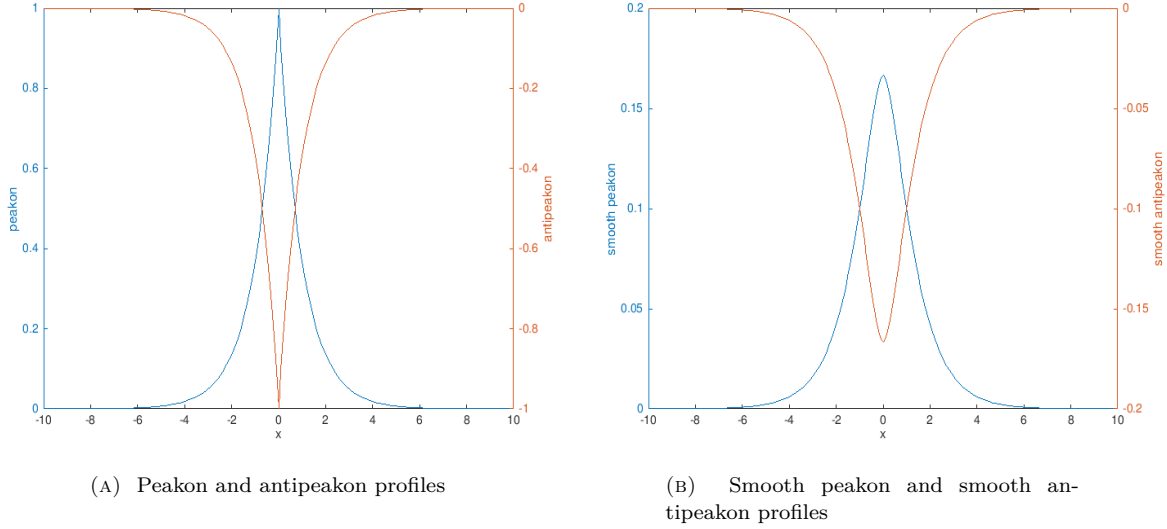 1
0.8
0.6
0.4
0.2
0
peakon
0
-0.2
-0.4
-0.6
-0.8
-1
antipeakon
-10 -8 -6 -4 -2 0 2 4 6 8 10
x
(A) Peakon and antipeakon profiles
0.2
0.15
0.1
0.05
0
smooth peakon
0
-0.05
-0.1
-0.15
-0.2
smooth antipeakon
-10 -8 -6 -4 -2 0 2 4 6 8 10
x
(B) Smooth peakon and smooth an-
tipeakon profiles